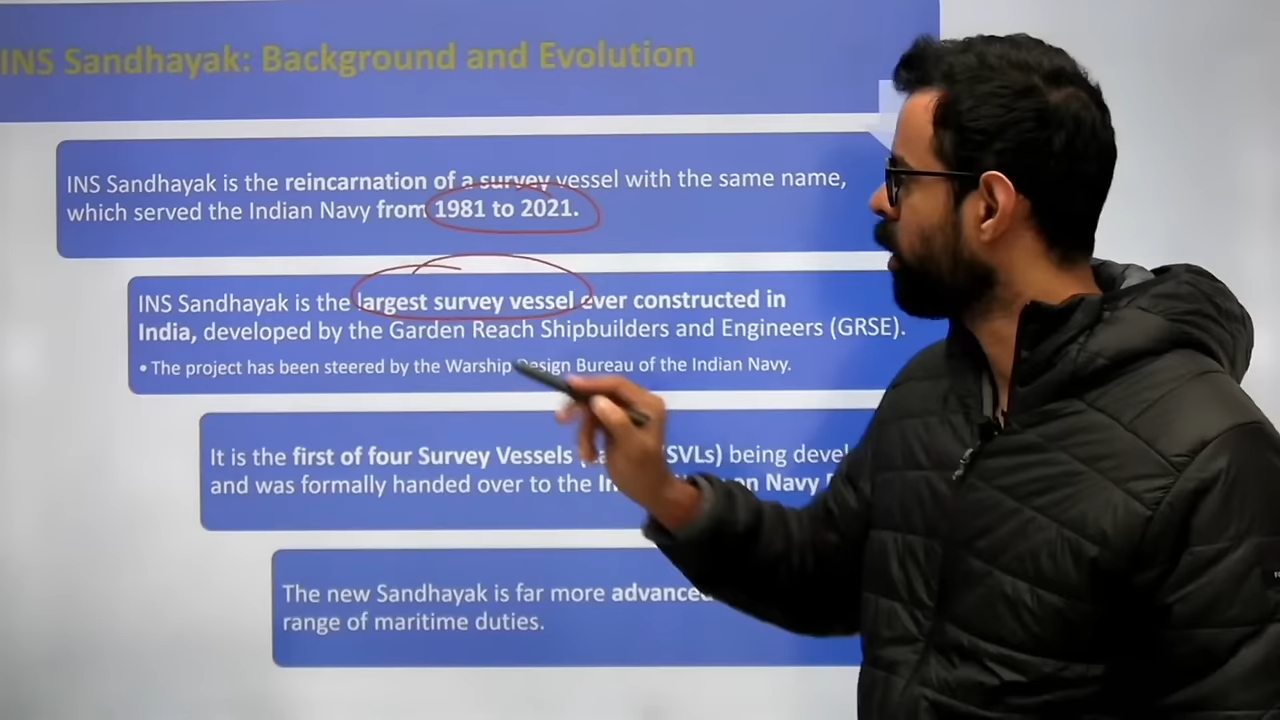 INS Sandhayak: Background and Evolution
INS Sandhayak is the reincarnation of a survey vessel with the same name,
which served the Indian Navy from 1981 to 2021.
INS Sandhayak is the largest survey vessel ever constructed in
India, developed by the Garden Reach Shipbuilders and Engineers (GRSE).
• The project has been steered by the Warship Design Bureau of the Indian Navy.
It is the first of four Survey Vessels /SVLs) being
and was formally handed over to the on Navy
The new Sandhayak is far more advanced
range of maritime duties.